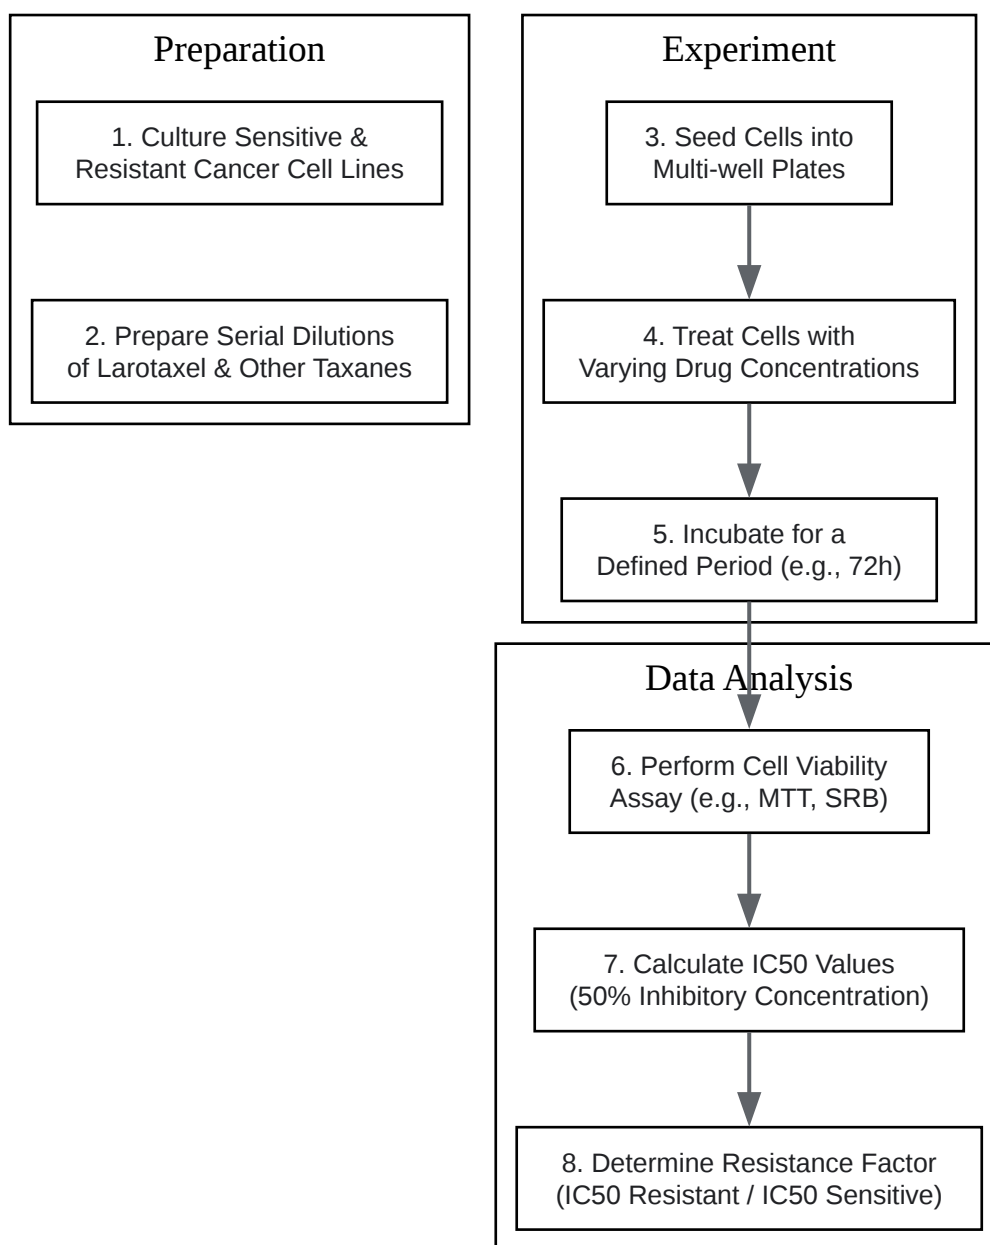 Preparation
1. Culture Sensitive &
Resistant Cancer Cell Lines
2. Prepare Serial Dilutions
of Larotaxel & Other Taxanes
Experiment
3. Seed Cells into
Multi-well Plates
4. Treat Cells with
Varying Drug Concentrations
5. Incubate for a
Defined Period (e.g., 72h)
Data Analysis
6. Perform Cell Viability
Assay (e.g., MTT, SRB)
7. Calculate IC50 Values
(50% Inhibitory Concentration)
8. Determine Resistance Factor
(IC50 Resistant / IC50 Sensitive)